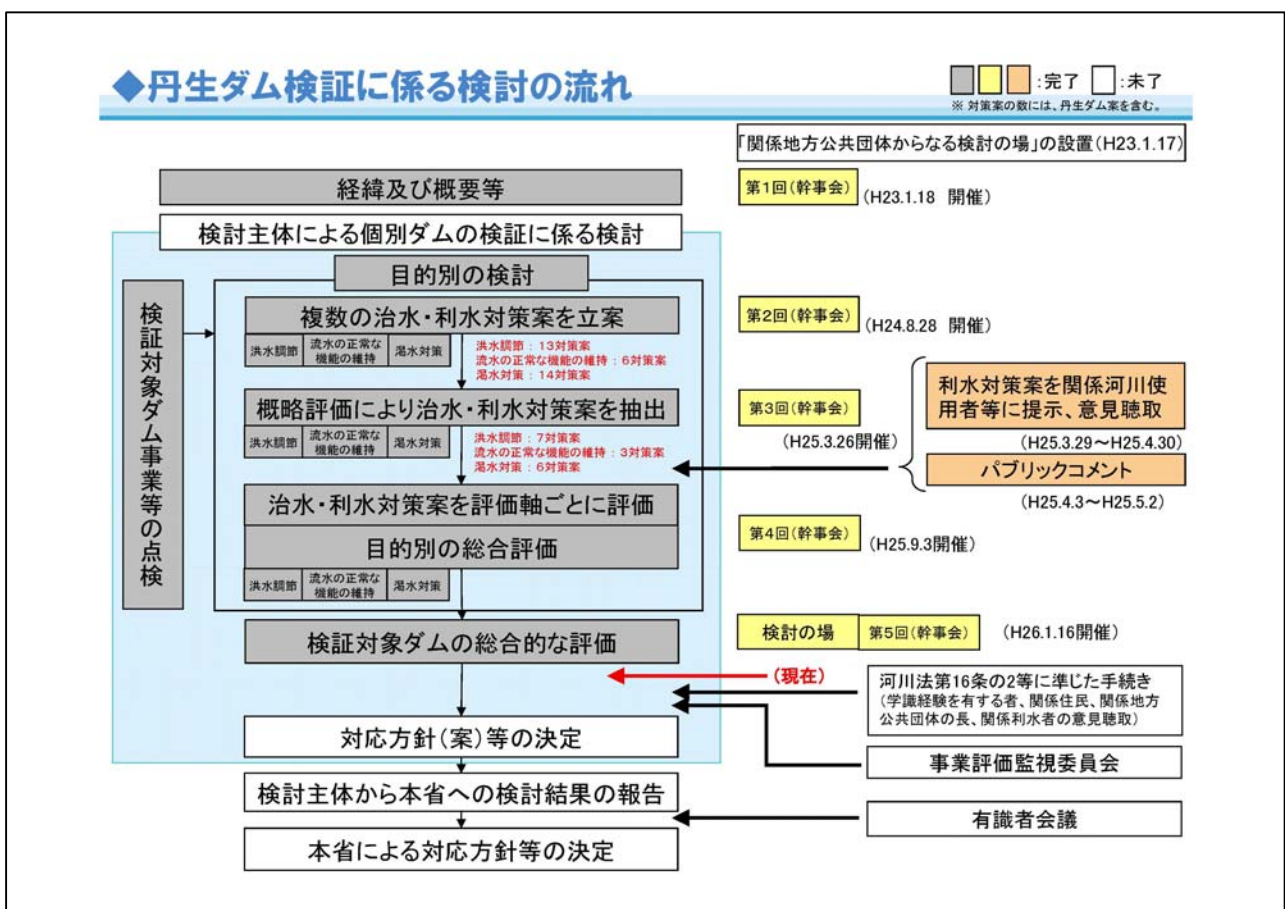 ◆丹生ダム検証に係る検討の流れ
:完了 :未了
※ 対策案の数には、丹生ダム案を含む。
「関係地方公共団体からなる検討の場」の設置(H23.1.17)
経緯及び概要等
第1回(幹事会) (H23.1.18 開催)
検討主体による個別ダムの検証に係る検討
検証対象ダム事業等の点検
目的別の検討
複数の治水・利水対策案を立案
洪水調節
流水の正常な
機能の維持
渇水対策
洪水調節：13対策案
流水の正常な機能の維持：6対策案
渇水対策：14対策案
第2回(幹事会) (H24.8.28 開催)
概略評価により治水・利水対策案を抽出
洪水調節
流水の正常な
機能の維持
渇水対策
洪水調節：7対策案
流水の正常な機能の維持：3対策案
渇水対策：6対策案
第3回(幹事会)
(H25.3.26開催)
利水対策案を関係河川使
用者等に提示、意見聴取
(H25.3.29～H25.4.30)
パブリックコメント
(H25.4.3～H25.5.2)
治水・利水対策案を評価軸ごとに評価
目的別の総合評価
洪水調節
流水の正常な
機能の維持
渇水対策
第4回(幹事会) (H25.9.3開催)
検証対象ダムの総合的な評価
検討の場 第5回(幹事会) (H26.1.16開催)
(現在)
河川法第16条の2等に準じた手続き
(学識経験を有する者、関係住民、関係地方
公共団体の長、関係利水者の意見聴取)
対応方針(案)等の決定
事業評価監視委員会
検討主体から本省への検討結果の報告
有識者会議
本省による対応方針等の決定